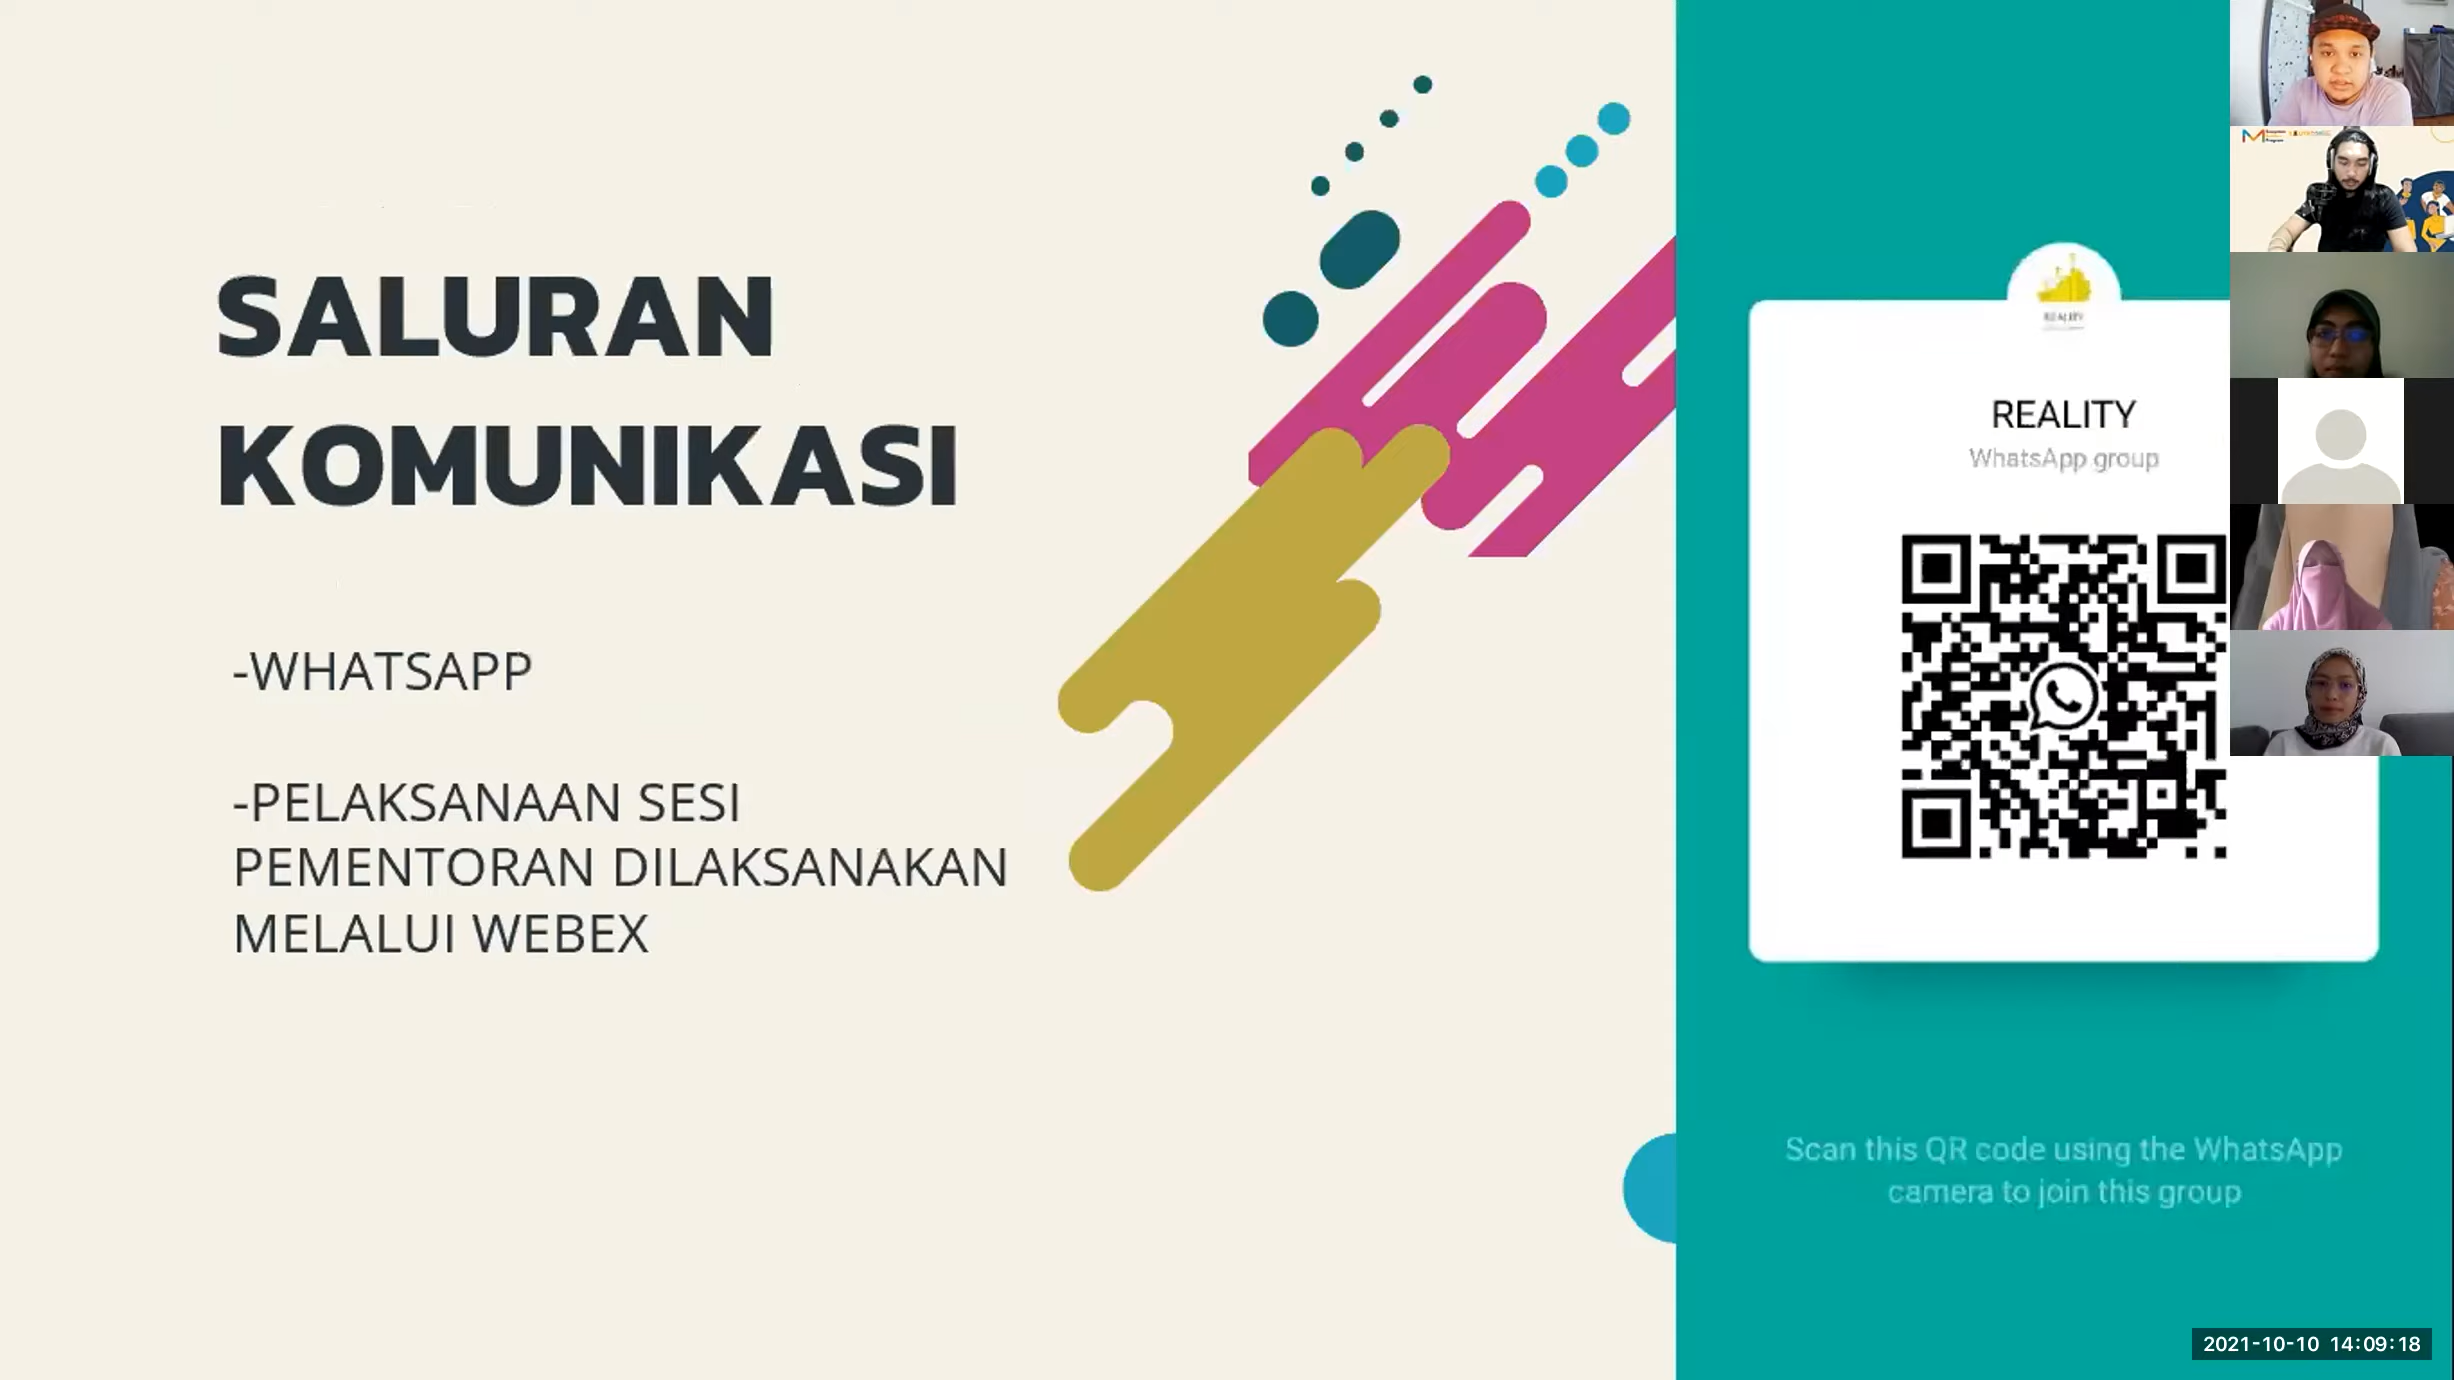 SALURAN
KOMUNIKASI
-WHATSAPP
-PELAKSANAAN SESI
PEMENTORAN DILAKSANAKAN
MELALUI WEBEX
REALITY
REALITY
WhatsApp group
Scan this QR code using the WhatsApp
camera to join this group
2021-10-10 14:09:18